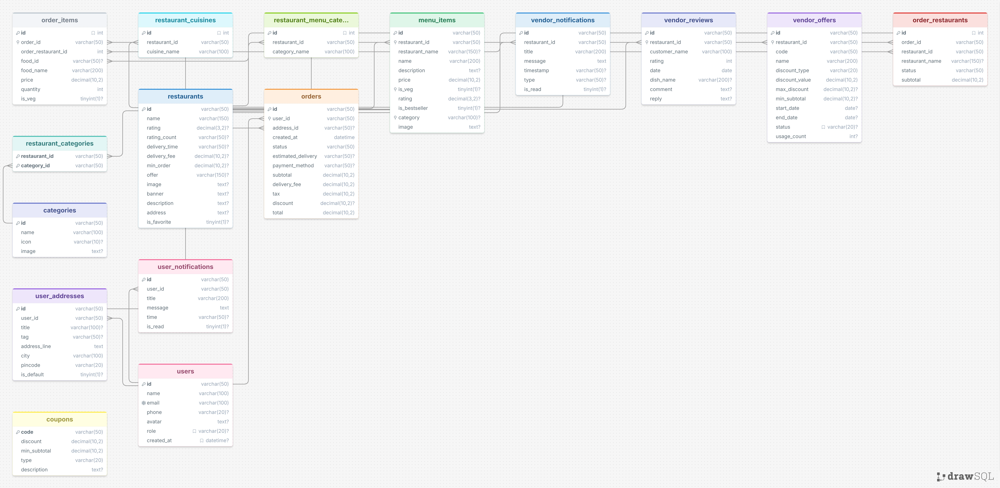 order_items
id int
order_id varchar(50)
order_restaurant_id int
food_id varchar(50)?
food_name varchar(200)
price decimal(10,2)
quantity int
is_veg tinyint(1)?
restaurant_cuisines
id int
restaurant_id varchar(50)
cuisine_name varchar(100)
restaurant_menu_cate...
id int
restaurant_id varchar(50)
category_name varchar(100)
menu_items
id varchar(50)
restaurant_id varchar(50)
restaurant_name varchar(150)?
name varchar(200)
description text?
price decimal(10,2)
is_veg tinyint(1)?
rating decimal(3,2)?
is_bestseller tinyint(1)?
category varchar(100)?
image text?
vendor_notifications
id varchar(50)
restaurant_id varchar(50)
title varchar(200)
message text
timestamp varchar(50)?
type varchar(50)?
is_read tinyint(1)?
vendor_reviews
id varchar(50)
restaurant_id varchar(50)
customer_name varchar(100)
rating int
date date
dish_name varchar(200)?
comment text?
reply text?
vendor_offers
id varchar(50)
restaurant_id varchar(50)
code varchar(50)
name varchar(200)
discount_type varchar(20)
discount_value decimal(10,2)
max_discount decimal(10,2)?
min_subtotal decimal(10,2)?
start_date date?
end_date date?
status varchar(20)?
usage_count int?
order_restaurants
id int
order_id varchar(50)
restaurant_id varchar(50)
restaurant_name varchar(150)?
status varchar(50)
subtotal decimal(10,2)
restaurants
id varchar(50)
name varchar(150)
rating decimal(3,2)?
rating_count varchar(50)?
delivery_time varchar(50)?
delivery_fee decimal(10,2)?
min_order decimal(10,2)?
offer varchar(150)?
image text?
banner text?
description text?
address text?
is_favorite tinyint(1)?
orders
id varchar(50)
user_id varchar(50)
address_id varchar(50)?
created_at datetime
status varchar(50)
estimated_delivery varchar(50)?
payment_method varchar(50)?
subtotal decimal(10,2)
delivery_fee decimal(10,2)
tax decimal(10,2)
discount decimal(10,2)?
total decimal(10,2)
restaurant_categories
restaurant_id varchar(50)
category_id varchar(50)
categories
id varchar(50)
name varchar(100)
icon varchar(10)?
image text?
user_notifications
id varchar(50)
user_id varchar(50)
title varchar(200)
message text
time varchar(50)?
is_read tinyint(1)?
user_addresses
id varchar(50)
user_id varchar(50)
title varchar(100)?
tag varchar(50)?
address_line text
city varchar(100)
pincode varchar(20)
is_default tinyint(1)?
users
id varchar(50)
name varchar(100)
email varchar(100)
phone varchar(20)?
avatar text?
role varchar(20)?
created_at datetime?
coupons
code varchar(50)
discount decimal(10,2)
min_subtotal decimal(10,2)
type varchar(20)
description text?
drawSQL